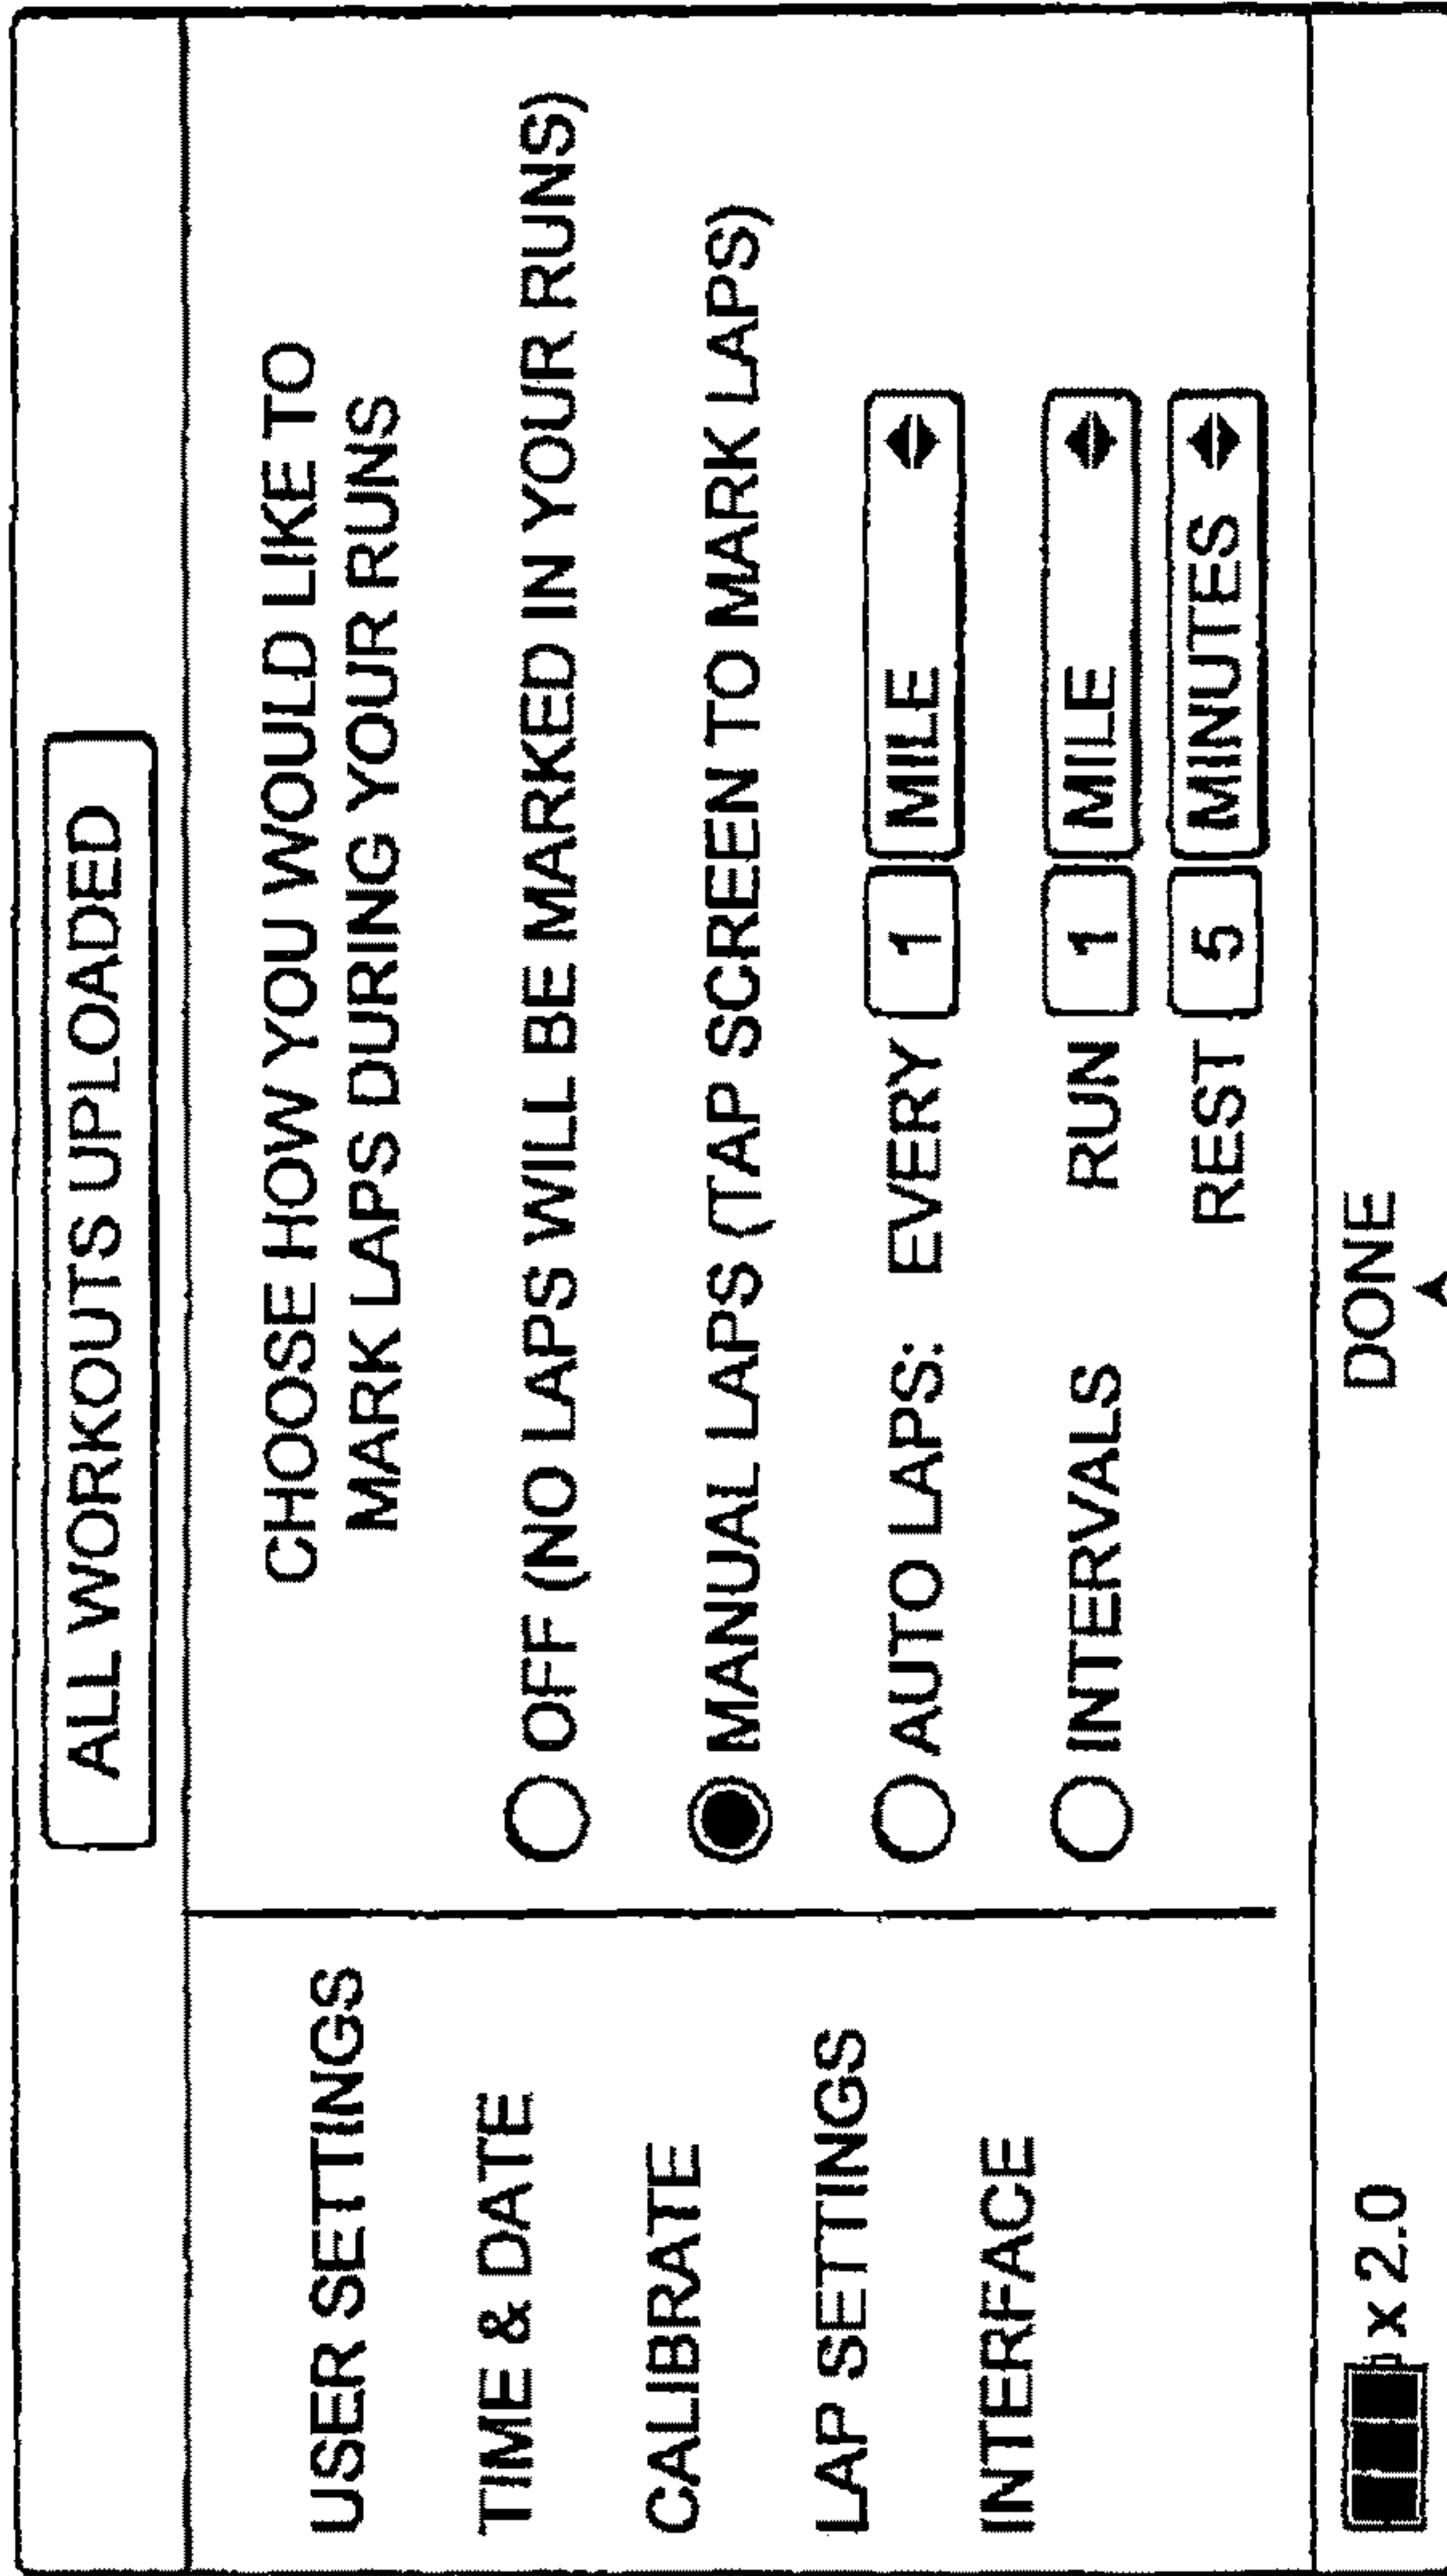 ALL WORKOUTS UPLOADED
USER SETTINGS
TIME & DATE
CALIBRATE
LAP SETTINGS
INTERFACE
CHOOSE HOW YOU WOULD LIKE TO
MARK LAPS DURING YOUR RUNS
OFF (NO LAPS WILL BE MARKED IN YOUR RUNS)
MANUAL LAPS (TAP SCREEN TO MARK LAPS)
AUTO LAPS: EVERY 1 MILE
INTERVALS RUN 1 MILE
REST 5 MINUTES
x 2.0
DONE